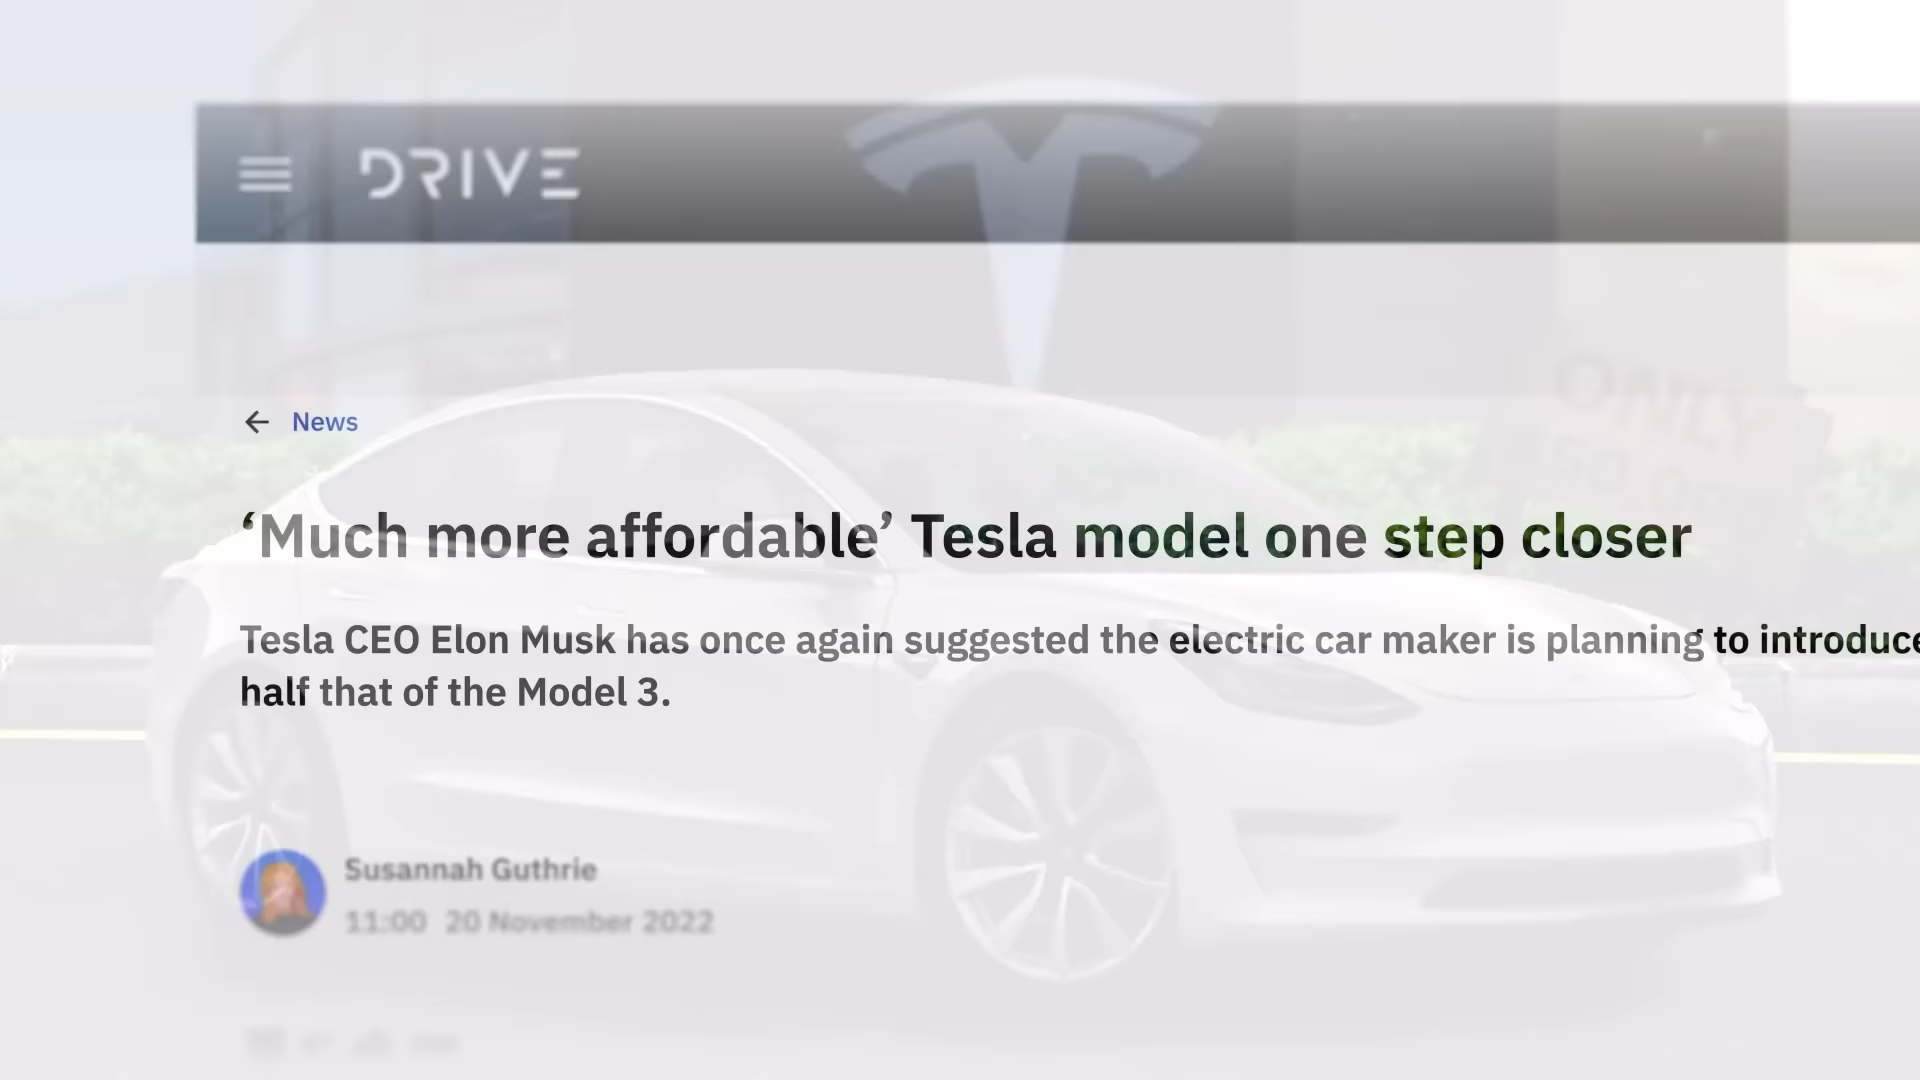 DRIVE
News
‘Much more affordable’ Tesla model one step closer
Tesla CEO Elon Musk has once again suggested the electric car maker is planning to introduce
half that of the Model 3.
Susannah Guthrie
11:00 20 November 2022
ONLY